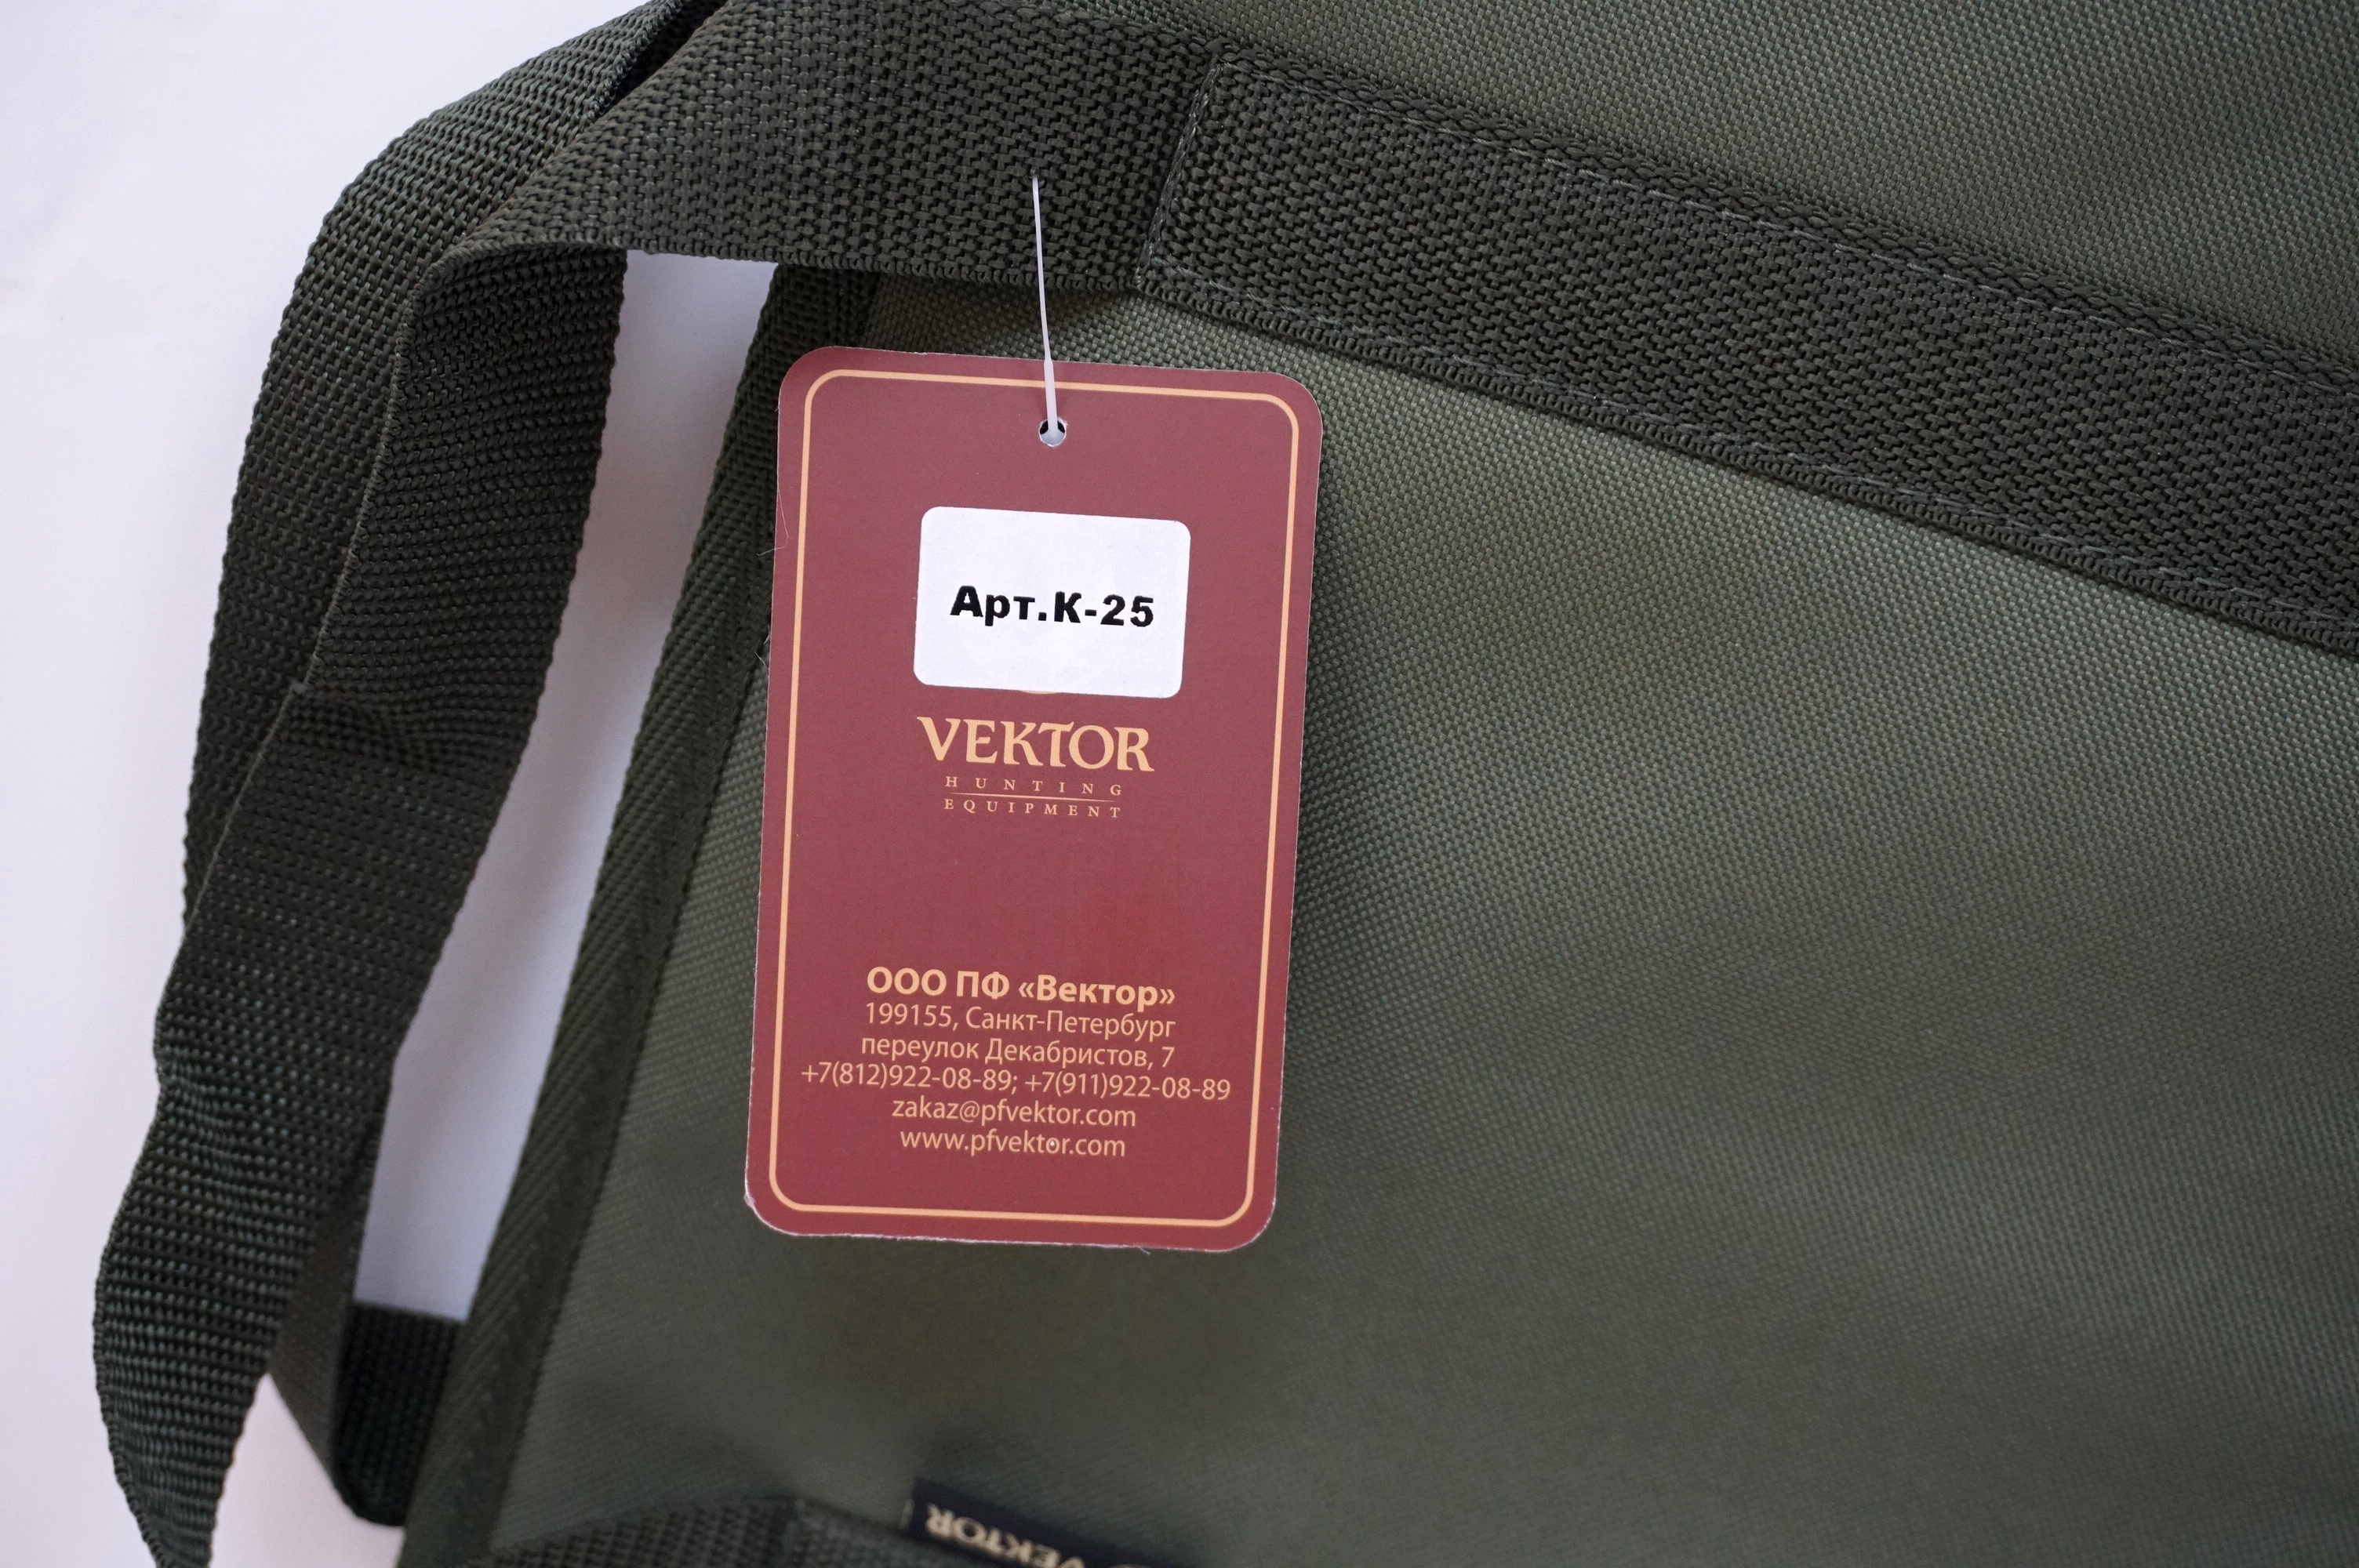 Арт.К-25
VEKTOR
HUNTING
EQUIPMENT
ООО ПФ «Вектор»
199155, Санкт-Петербург
переулок Декабристов, 7
+7(812)922-08-89; +7(911)922-08-89
zakaz@pfvektor.com
www.pfvektor.com
VEKTOR